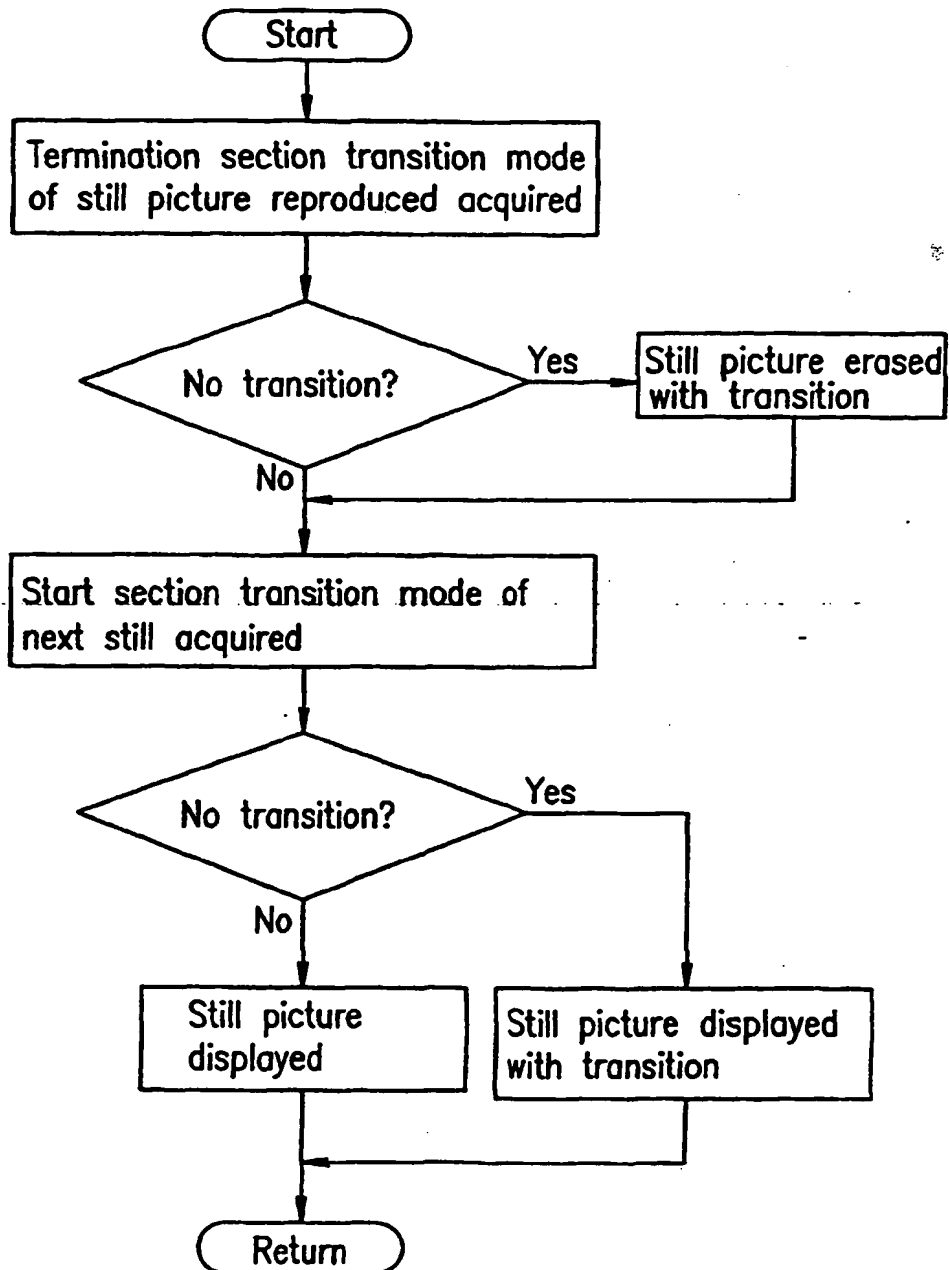 Start
Termination section transition mode
of still picture reproduced acquired
No transition?
Yes
Still picture erased
with transition
No
Start section transition mode of
next still acquired
No transition?
Yes
No
Still picture
displayed
Still picture displayed
with transition
Return